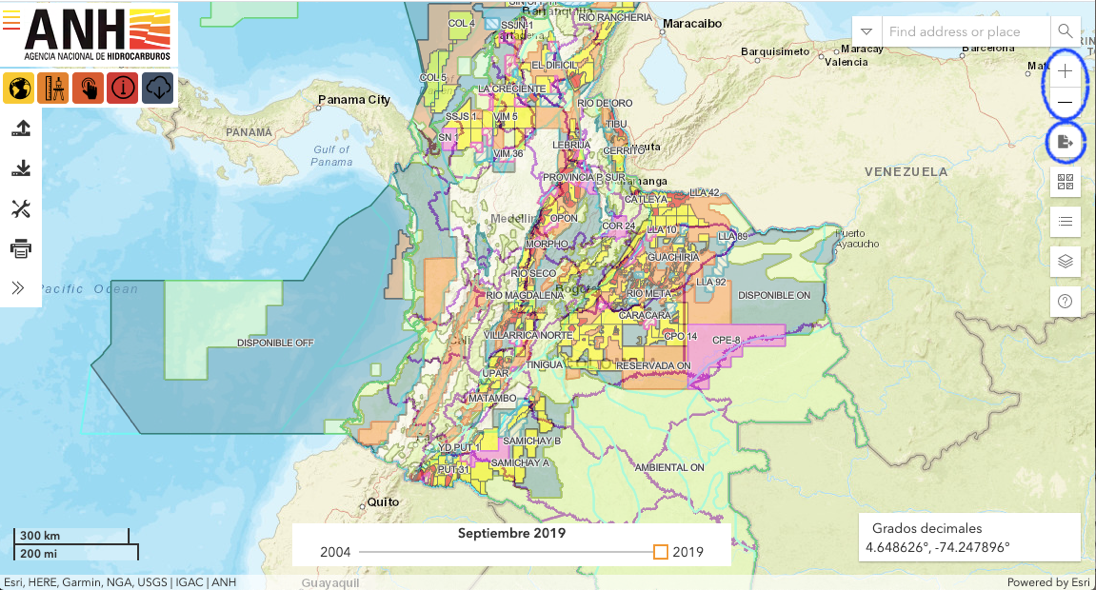 ANH
AGENCIA NACIONAL DE HIDROCARBUROS
Find address or place
COL 4
SSJN-1
Cartagena
Barranquilla
RIO RANCHERIA
Maracaibo
Barquisimeto
Maracay
Valencia
Barcelona
EL DIFICIL
COL 5
LA CRECIENTE
Panama City
PANAMÁ
Gulf of
Panama
SSJS 1
VIM 5
RIO DE ORO
TIBU
SN 1
VIM 36
LEBRIJA
CERRITO
VENEZUELA
PROVINCIA P SUR
CATLEYA
LLA 42
Medellín
OPON
COR 24
LLA 10
LLA 89
Puerto
Ayacucho
MORPHO
GUACHIRIA
RIO SECO
LLA 92
Pacific Ocean
RIO MAGDALENA
RIO META
DISPONIBLE ON
CARACARA
DISPONIBLE OFF
VILLARRICA NORTE
CPO 14
CPE-8
UPAR
TINIGUA
RESERVADA ON
MATAMBO
YD PUT 1
SAMICHAY B
PUT 31
SAMICHAY A
AMBIENTAL ON
Quito
300 km
200 mi
Septiembre 2019
2004
2019
Grados decimales
4.648626°, -74.247896°
Esri, HERE, Garmin, NGA, USGS | IGAC | ANH
Guayaquil
Powered by Esri